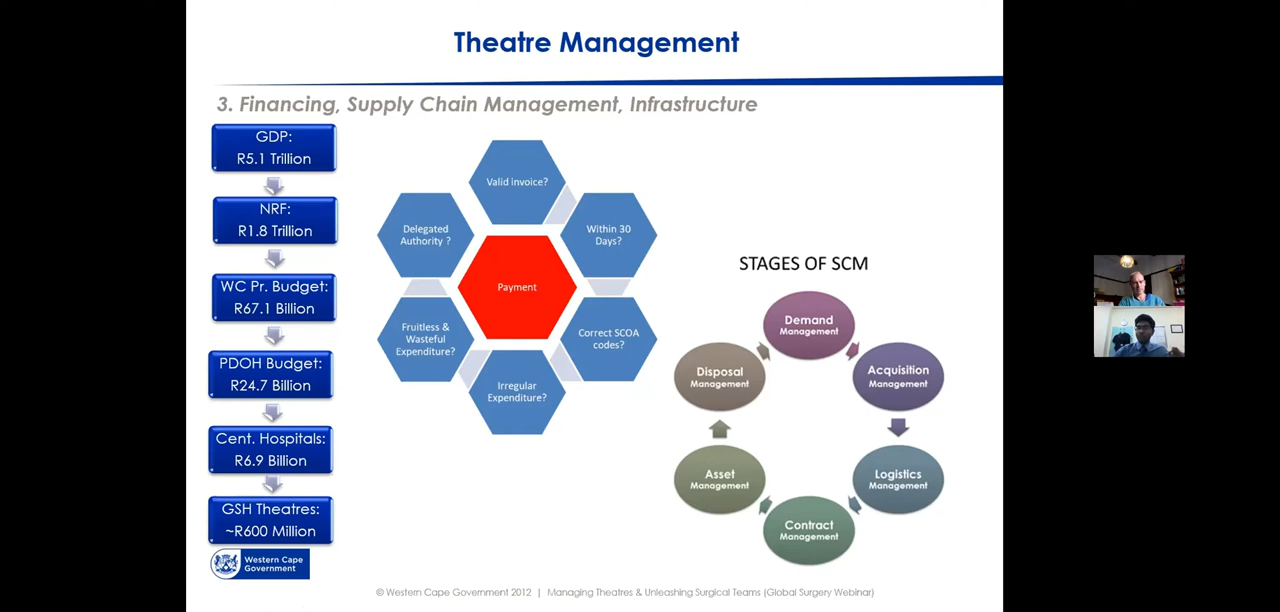 Theatre Management
3. Financing, Supply Chain Management, Infrastructure
GDP:
R5.1 Trillion
NRF:
R1.8 Trillion
WC Pr. Budget:
R67.1 Billion
PDOH Budget:
R24.7 Billion
Cent. Hospitals:
R6.9 Billion
GSH Theatres:
~R600 Million
Valid invoice?
Within 30
Days?
Correct SCOA
codes?
Irregular
Expenditure?
Fruitless &
Wasteful
Expenditure?
Delegated
Authority ?
Payment
STAGES OF SCM
Demand
Management
Acquisition
Management
Logistics
Management
Contract
Management
Asset
Management
Disposal
Management
Western Cape
Government
© Western Cape Government 2012 | Managing Theatres & Unleashing Surgical Teams (Global Surgery Webinar)